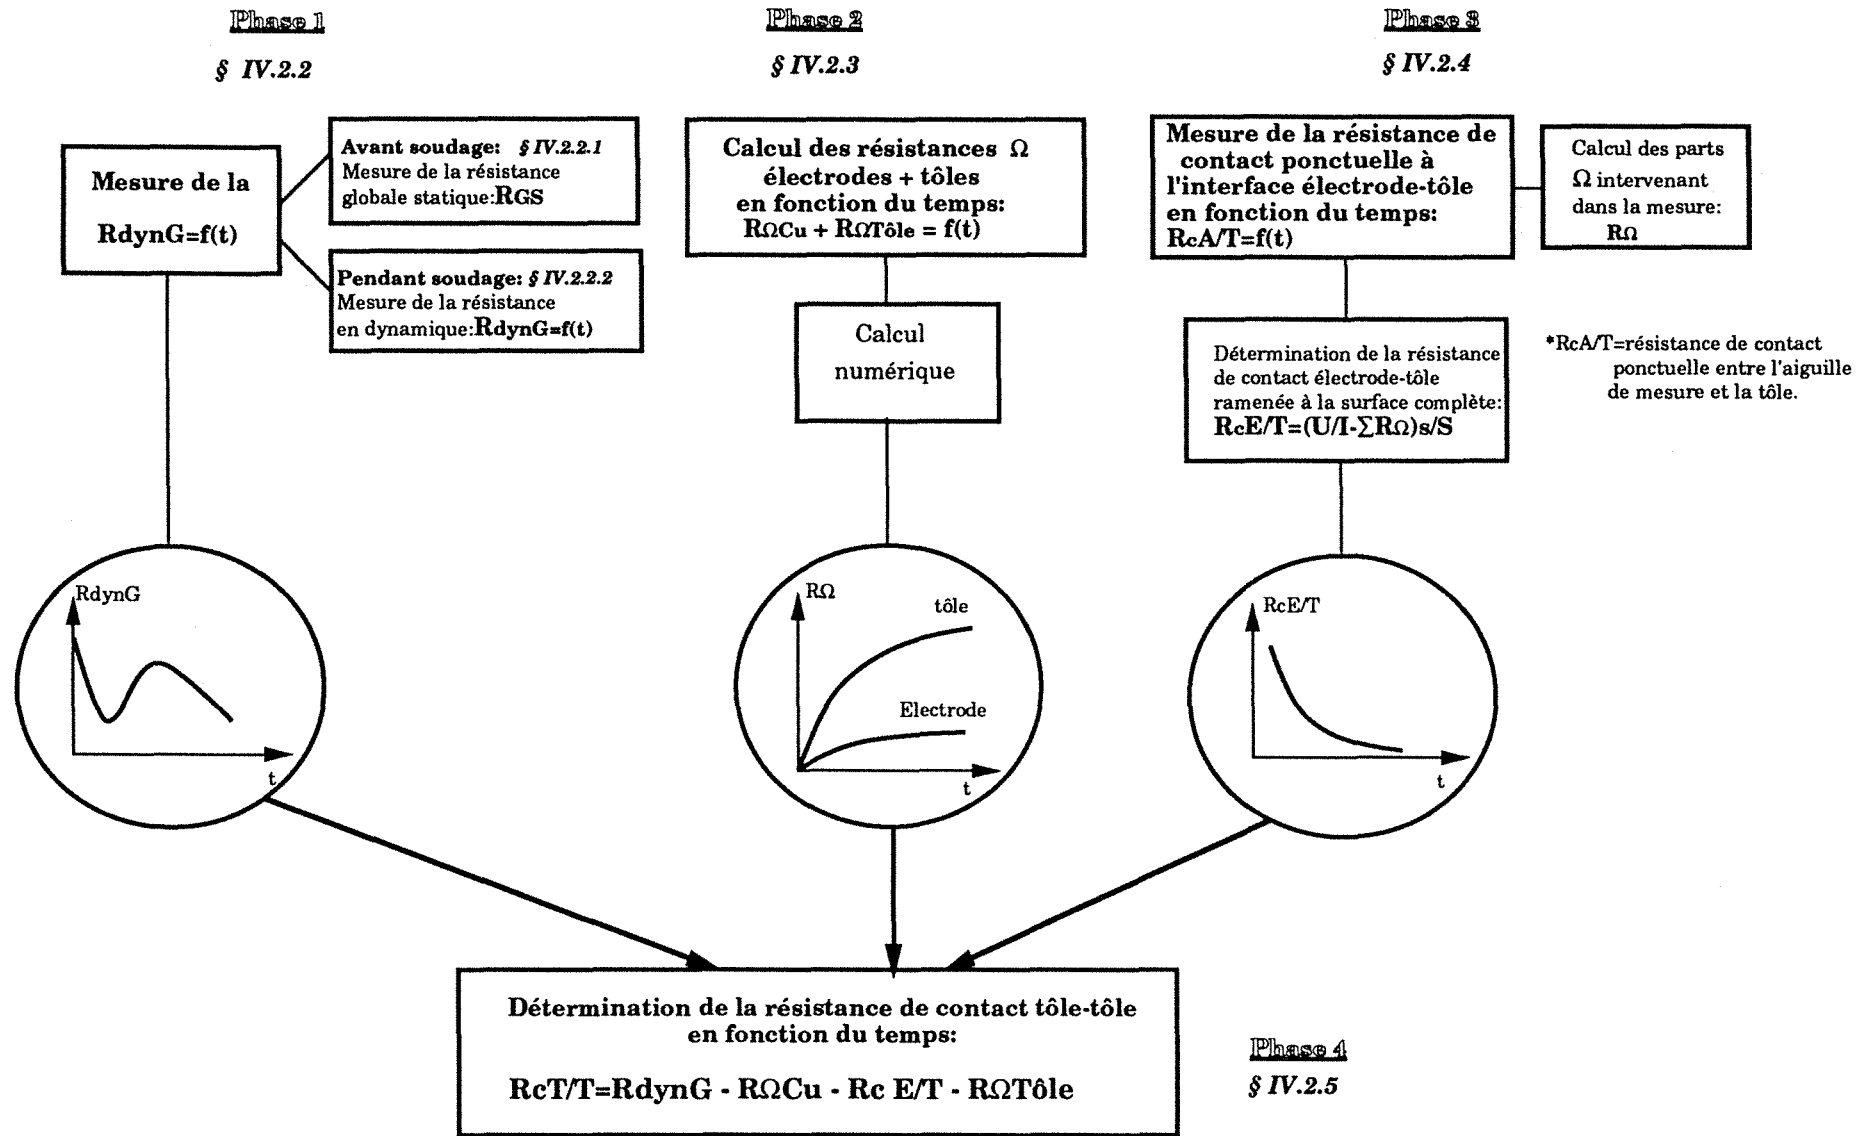 Phase 1
§ IV.2.2
Mesure de la
RdynG=f(t)
Avant soudage: § IV.2.2.1
Mesure de la résistance
globale statique:RGS
Pendant soudage: § IV.2.2.2
Mesure de la résistance
en dynamique:RdynG=f(t)
RdynG
t
Phase 2
§ IV.2.3
Calcul des résistances Ω
électrodes + tôles
en fonction du temps:
RΩCu + RΩTôle = f(t)
Calcul
numérique
RΩ
tôle
Electrode
t
Phase 3
§ IV.2.4
Mesure de la résistance de
contact ponctuelle à
l'interface électrode-tôle
en fonction du temps:
RcA/T=f(t)
Calcul des parts
Ω intervenant
dans la mesure:
RΩ
Détermination de la résistance
de contact électrode-tôle
ramenée à la surface complète:
RcE/T=(U/I-∑RΩ)s/S
*RcA/T=résistance de contact
ponctuelle entre l'aiguille
de mesure et la tôle.
RcE/T
t
Détermination de la résistance de contact tôle-tôle
en fonction du temps:
RcT/T=RdynG - RΩCu - Rc E/T - RΩTôle
Phase 4
§ IV.2.5